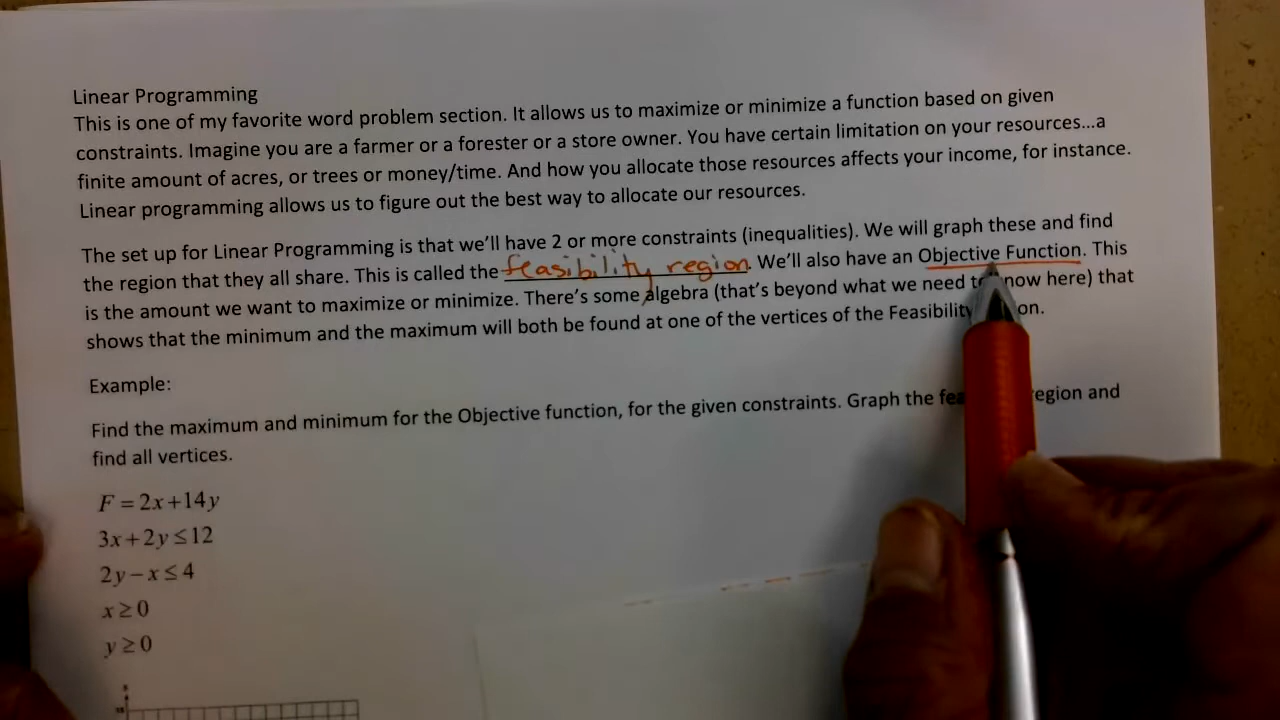 Linear Programming
This is one of my favorite word problem section. It allows us to maximize or minimize a function based on given
constraints. Imagine you are a farmer or a forester or a store owner. You have certain limitation on your resources...a
finite amount of acres, or trees or money/time. And how you allocate those resources affects your income, for instance.
Linear programming allows us to figure out the best way to allocate our resources.
The set up for Linear Programming is that we'll have 2 or more constraints (inequalities). We will graph these and find
the region that they all share. This is called the feasibility region. We'll also have an Objective Function. This
is the amount we want to maximize or minimize. There's some algebra (that's beyond what we need now here) that
shows that the minimum and the maximum will both be found at one of the vertices of the Feasibility on.
Example:
Find the maximum and minimum for the Objective function, for the given constraints. Graph the egion and
find all vertices.
F = 2x+14y
3x+2y≤12
2y−x≤4
x≥0
y≥0